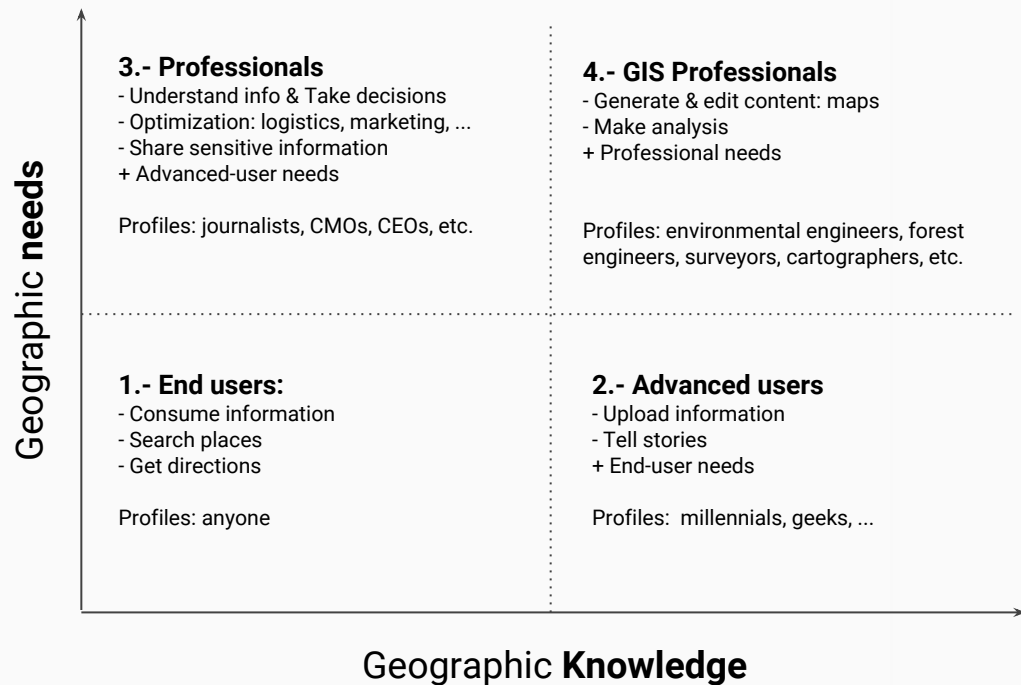 Geographic needs
3.- Professionals
- Understand info & Take decisions
- Optimization: logistics, marketing, ...
- Share sensitive information
+ Advanced-user needs
Profiles: journalists, CMOs, CEOs, etc.
4.- GIS Professionals
- Generate & edit content: maps
- Make analysis
+ Professional needs
Profiles: environmental engineers, forest
engineers, surveyors, cartographers, etc.
1.- End users:
- Consume information
- Search places
- Get directions
Profiles: anyone
2.- Advanced users
- Upload information
- Tell stories
+ End-user needs
Profiles:  millennials, geeks, ...
Geographic Knowledge